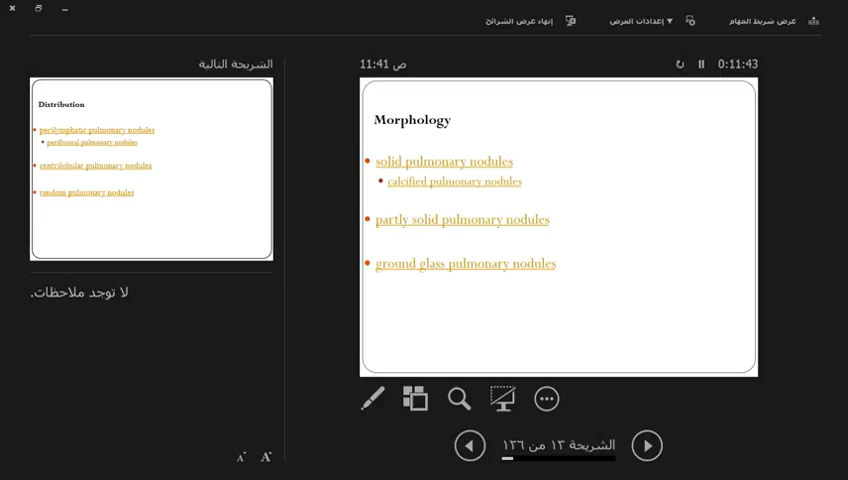 عرض شريط المهام
إعدادات العرض ▼
إنهاء عرض الشرائح
الشريحة التالية
11:41 ص
0:11:43
Distribution
• perilymphatic pulmonary nodules
• perifissural pulmonary nodules
• centrilobular pulmonary nodules
• random pulmonary nodules
لا توجد ملاحظات.
Morphology
• solid pulmonary nodules
• calcified pulmonary nodules
• partly solid pulmonary nodules
• ground glass pulmonary nodules
الشريحة ١٣ من ١٣٦
A A